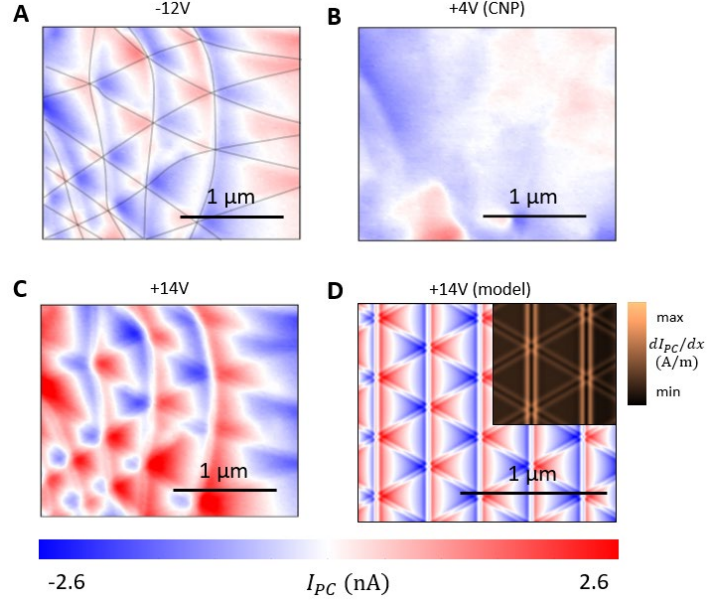 A
-12V
1 μm
B
+4V (CNP)
1 μm
C
+14V
1 μm
D
+14V (model)
1 μm
max
dI_PC/dx
(A/m)
min
-2.6
I_PC (nA)
2.6